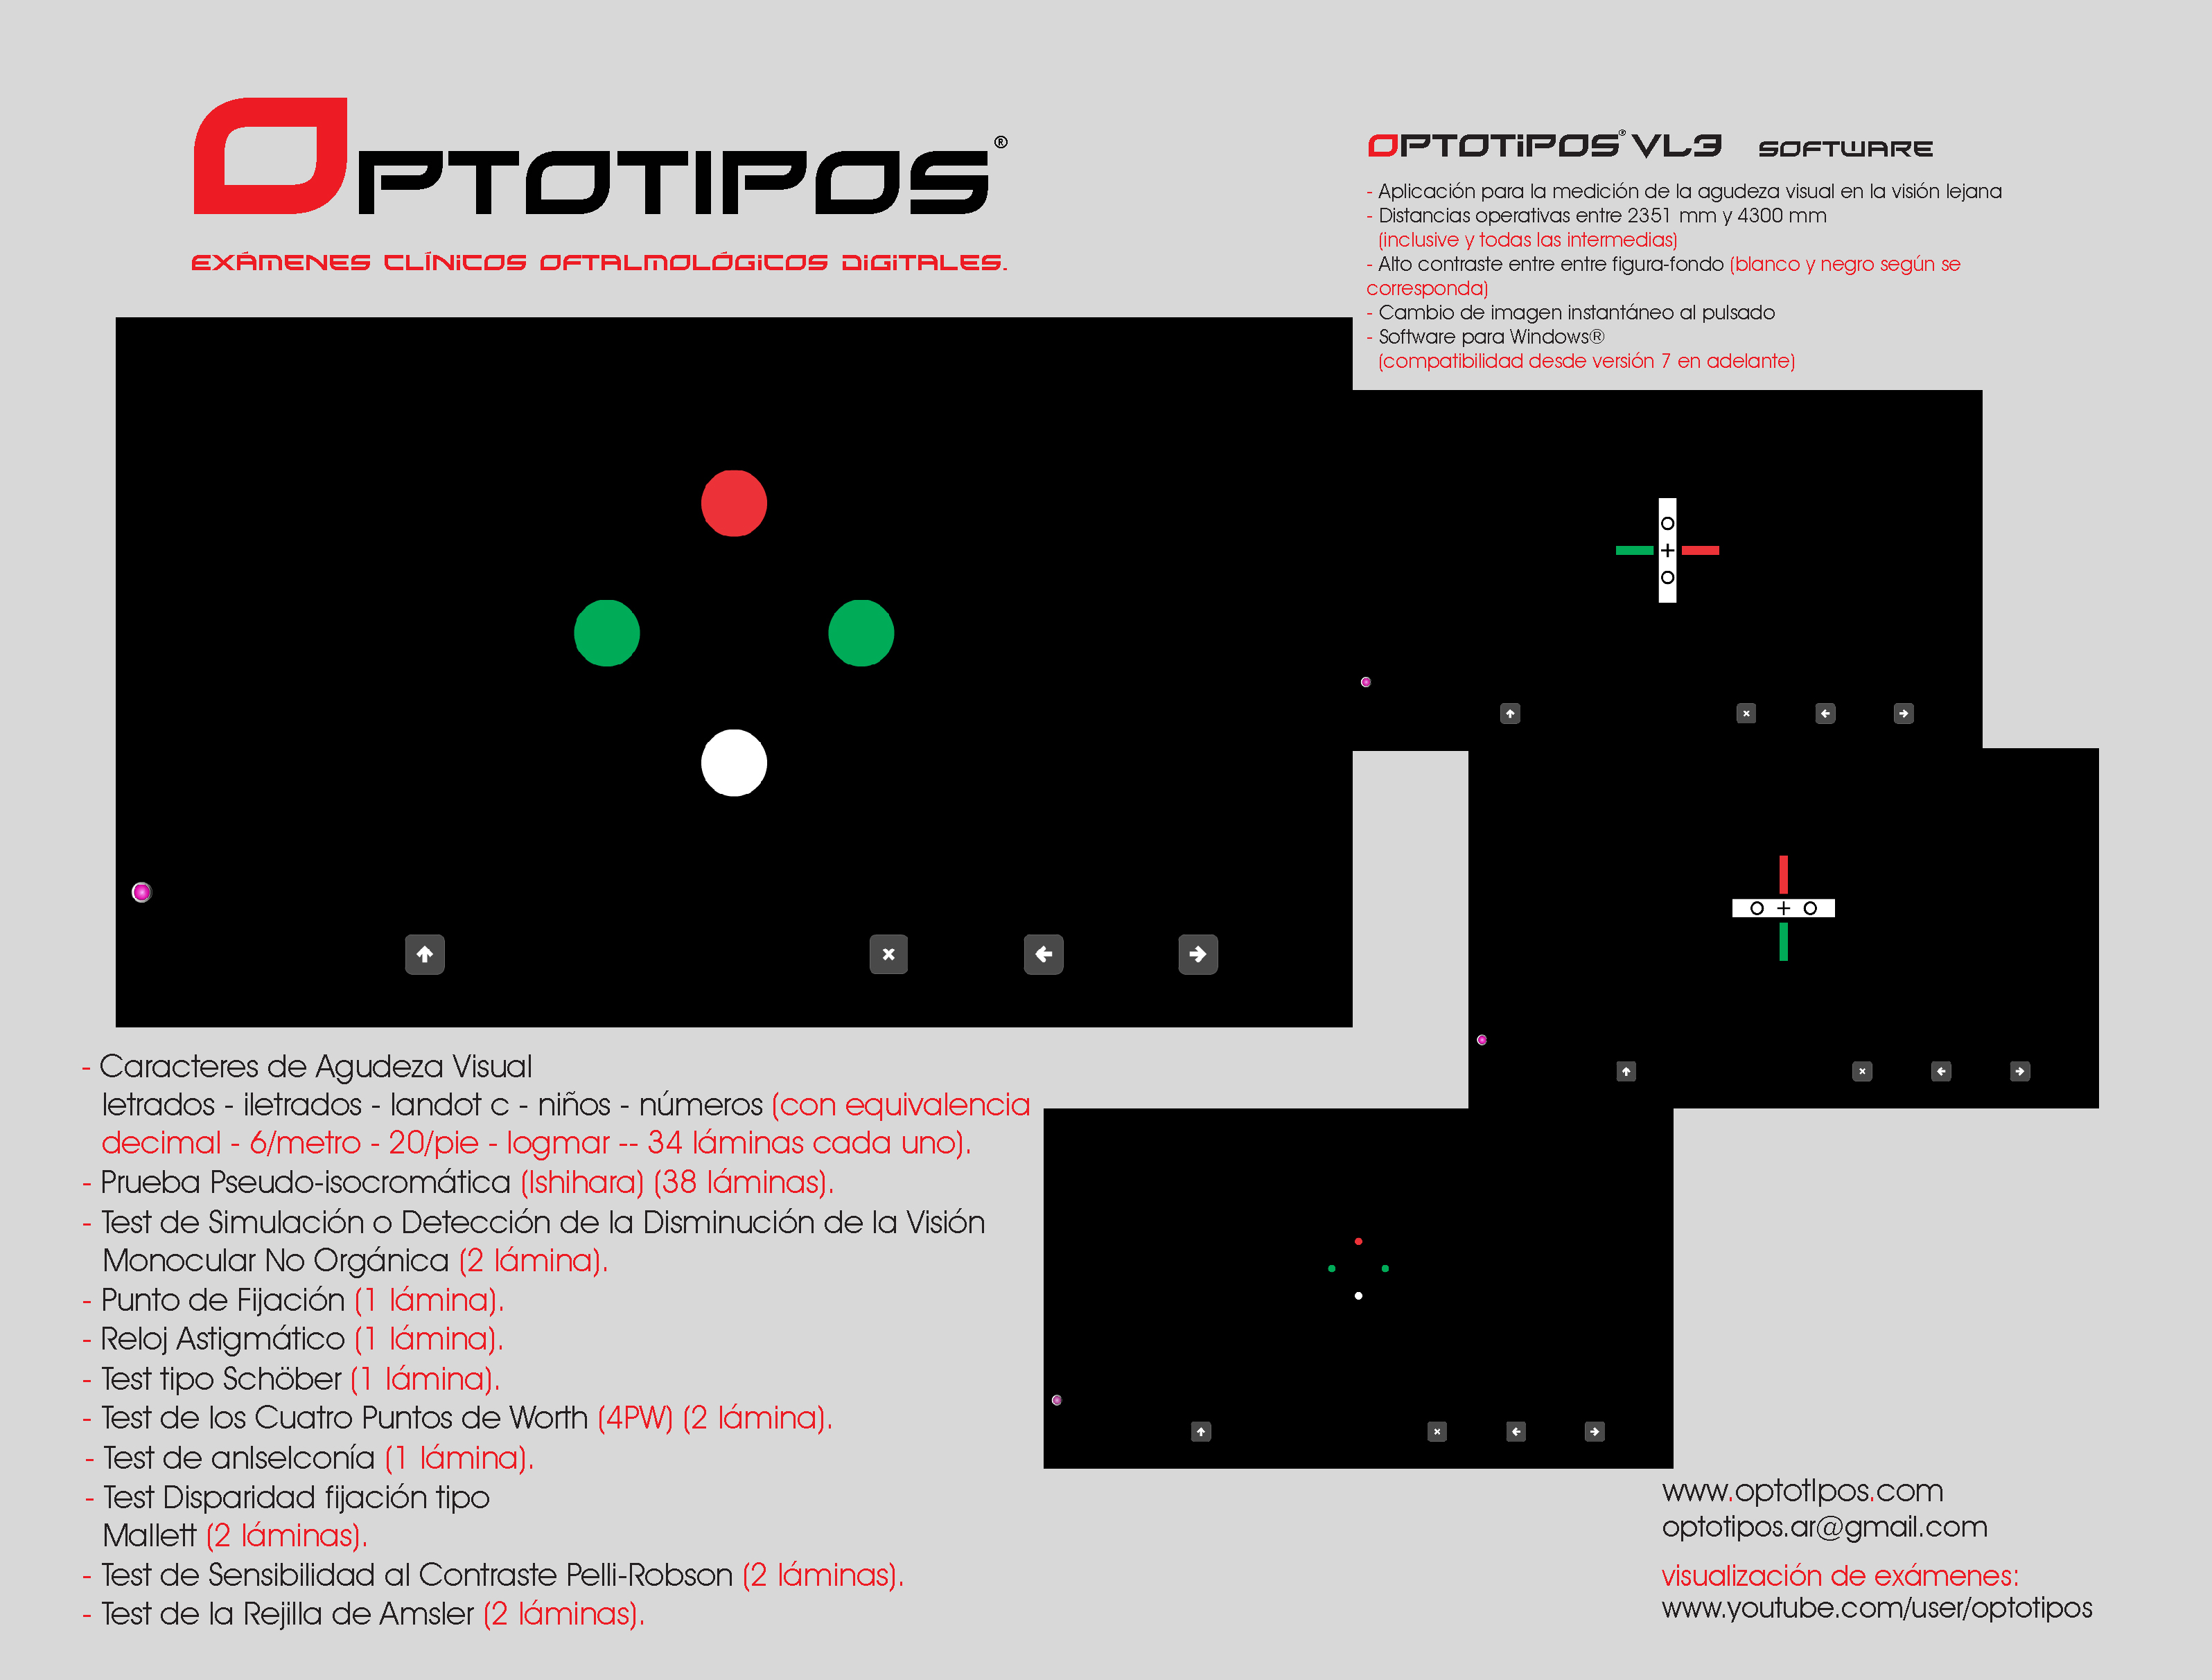 OPTOTIPOS®
EXÁMENES CLÍNICOS OFTALMOLÓGICOS DIGITALES.
OPTOTIPOS® VL3 SOFTWARE
- Aplicación para la medición de la agudeza visual en la visión lejana
- Distancias operativas entre 2351 mm y 4300 mm
(inclusive y todas las intermedias)
- Alto contraste entre entre figura-fondo (blanco y negro según se
corresponda)
- Cambio de imagen instantáneo al pulsado
- Software para Windows®
(compatibilidad desde versión 7 en adelante)
- Caracteres de Agudeza Visual
letrados - iletrados - landot c - niños - números (con equivalencia
decimal - 6/metro - 20/pie - logmar -- 34 láminas cada uno).
- Prueba Pseudo-isocromática (Ishihara) (38 láminas).
- Test de Simulación o Detección de la Disminución de la Visión
Monocular No Orgánica (2 lámina).
- Punto de Fijación (1 lámina).
- Reloj Astigmático (1 lámina).
- Test tipo Schöber (1 lámina).
- Test de los Cuatro Puntos de Worth (4PW) (2 lámina).
- Test de anIseIconía (1 lámina).
- Test Disparidad fijación tipo
Mallett (2 láminas).
- Test de Sensibilidad al Contraste Pelli-Robson (2 láminas).
- Test de la Rejilla de Amsler (2 láminas).
www.optotIpos.com
optotipos.ar@gmail.com
visualización de exámenes:
www.youtube.com/user/optotipos